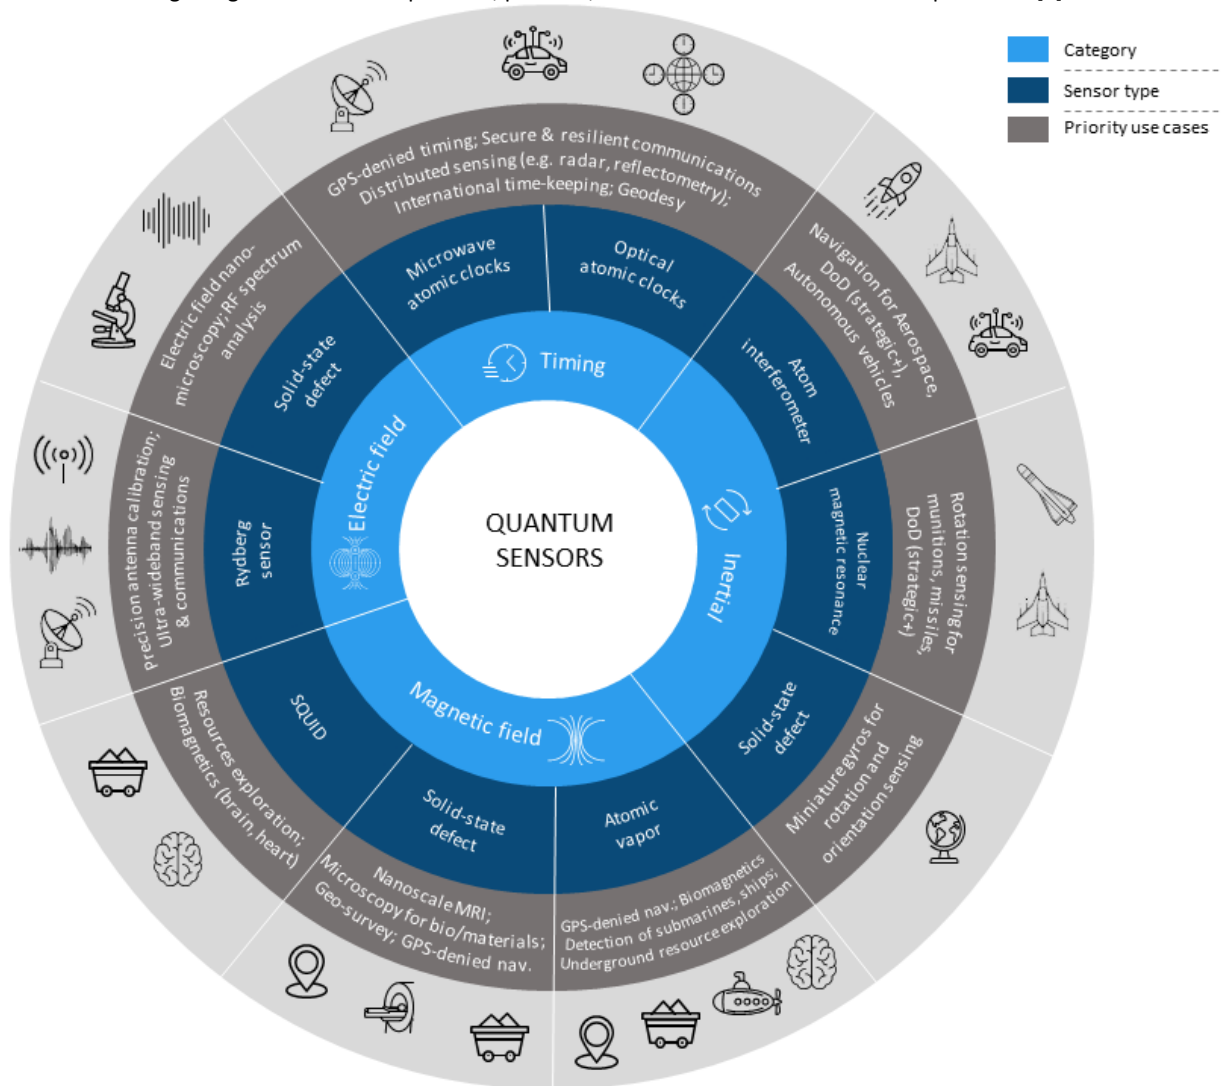 Category
Sensor type
Priority use cases
QUANTUM
SENSORS
Timing
Inertial
Magnetic field
Electric field
Microwave
atomic clocks
Optical
atomic clocks
GPS-denied timing; Secure & resilient communications
Distributed sensing (e.g. radar, reflectometry);
International time-keeping; Geodesy
Atom
interferometer
Navigation for Aerospace,
DoD (strategic+),
Autonomous vehicles
Nuclear
magnetic resonance
Rotation sensing for
munitions, missiles,
DoD (strategic+)
Solid-state
defect
Miniature gyros for
rotation and
orientation sensing
Atomic
vapor
GPS-denied nav.; Biomagnetics
Detection of submarines, ships;
Underground resource exploration
Solid-state
defect
Nanoscale MRI;
Microscopy for bio/materials;
Geo-survey; GPS-denied nav.
SQUID
Resources exploration;
Biomagnetics (brain, heart)
Rydberg
sensor
Precision antenna calibration;
Ultra-wideband sensing
& communications
Solid-state
defect
Electric field nano-
microscopy; RF spectrum
analysis